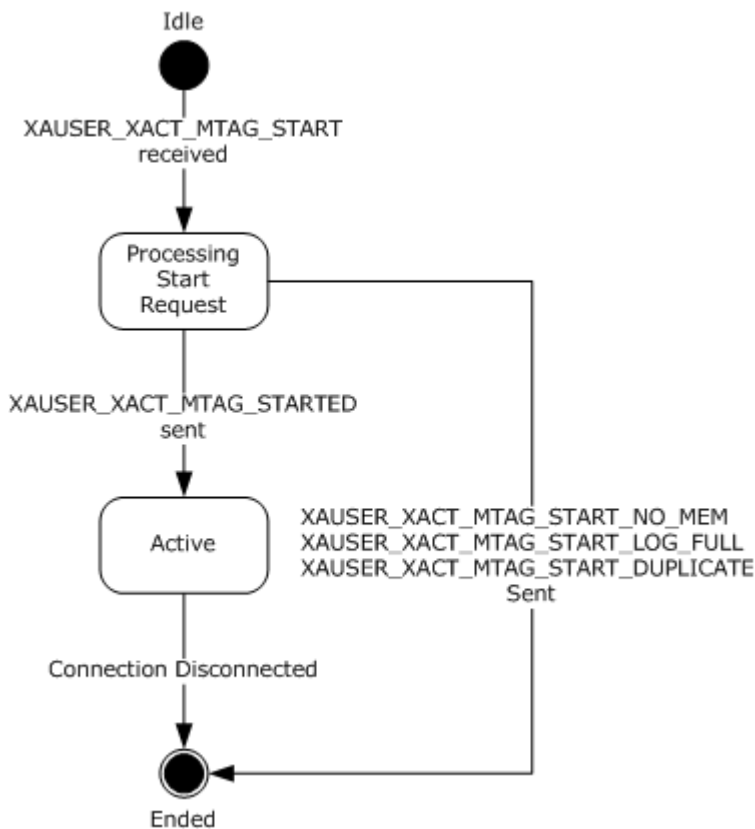 Idle
XAUSER_XACT_MTAG_START
received
Processing
Start
Request
XAUSER_XACT_MTAG_STARTED
sent
Active
XAUSER_XACT_MTAG_START_NO_MEM
XAUSER_XACT_MTAG_START_LOG_FULL
XAUSER_XACT_MTAG_START_DUPLICATE
Sent
Connection Disconnected
Ended